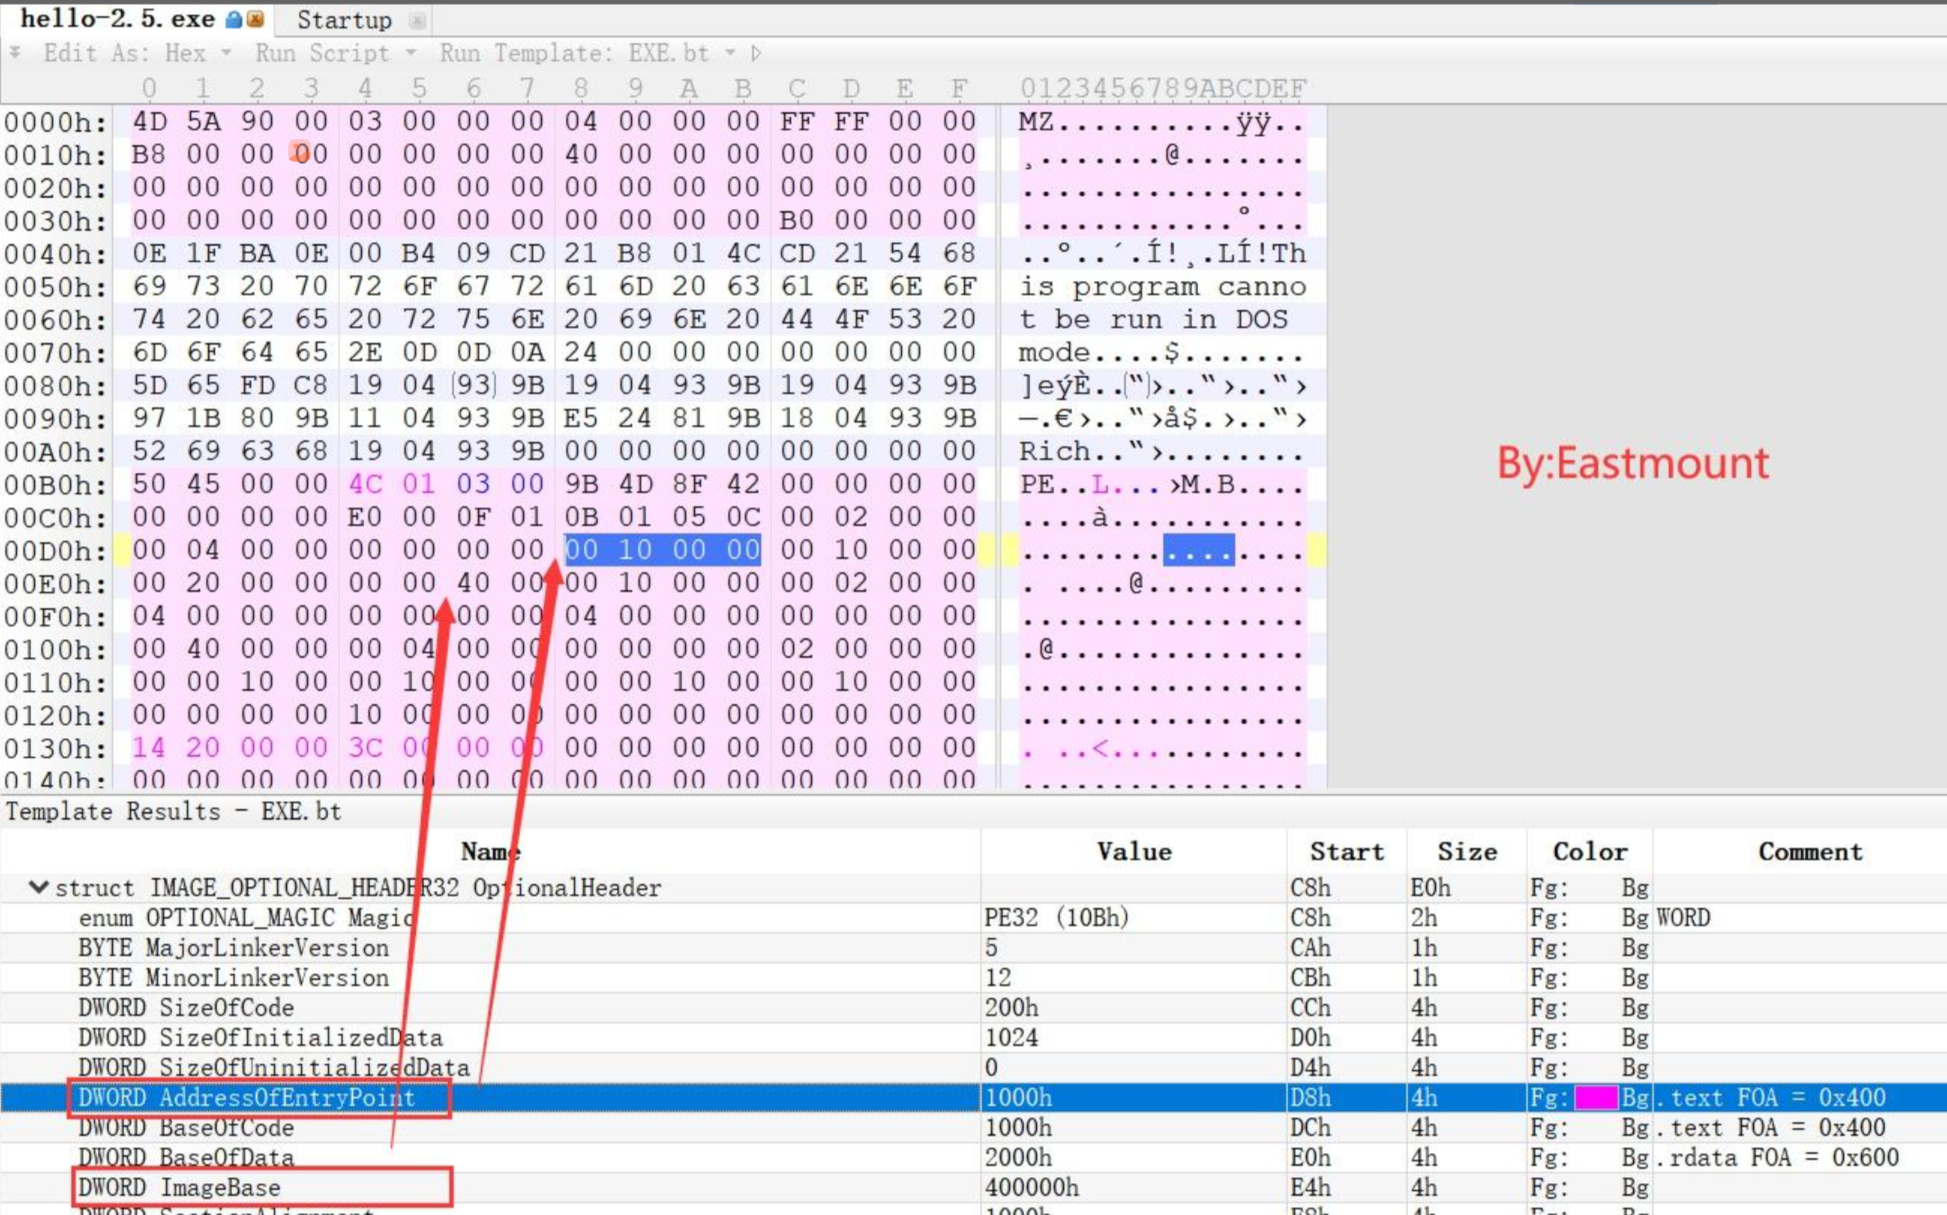 hello-2.5.exe Startup
Edit As: Hex Run Script Run Template: EXE.bt
0 1 2 3 4 5 6 7 8 9 A B C D E F 0123456789ABCDEF
0000h: 4D 5A 90 00 03 00 00 00 04 00 00 00 FF FF 00 00 MZ..........ÿÿ..
0010h: B8 00 00 00 00 00 00 00 40 00 00 00 00 00 00 00 ¸.......@.......
0020h: 00 00 00 00 00 00 00 00 00 00 00 00 00 00 00 00 ................
0030h: 00 00 00 00 00 00 00 00 00 00 00 00 B0 00 00 00 ............°...
0040h: 0E 1F BA 0E 00 B4 09 CD 21 B8 01 4C CD 21 54 68 ..º..´.Í!¸.LÍ!Th
0050h: 69 73 20 70 72 6F 67 72 61 6D 20 63 61 6E 6E 6F is program canno
0060h: 74 20 62 65 20 72 75 6E 20 69 6E 20 44 4F 53 20 t be run in DOS
0070h: 6D 6F 64 65 2E 0D 0D 0A 24 00 00 00 00 00 00 00 mode....$.......
0080h: 5D 65 FD C8 19 04 93 9B 19 04 93 9B 19 04 93 9B ]eýÈ..“›..“›..“›
0090h: 97 1B 80 9B 11 04 93 9B E5 24 81 9B 18 04 93 9B —.€›..“›å$.›..“›
00A0h: 52 69 63 68 19 04 93 9B 00 00 00 00 00 00 00 00 Rich..“›........
00B0h: 50 45 00 00 4C 01 03 00 9B 4D 8F 42 00 00 00 00 PE..L...›M.B....
00C0h: 00 00 00 00 E0 00 0F 01 0B 01 05 0C 00 02 00 00 ....à...........
00D0h: 00 04 00 00 00 00 00 00 00 10 00 00 00 10 00 00 ................
00E0h: 00 20 00 00 00 00 40 00 00 10 00 00 00 02 00 00 . ....@.........
00F0h: 04 00 00 00 00 00 00 00 04 00 00 00 00 00 00 00 ................
0100h: 00 40 00 00 00 04 00 00 00 00 00 00 02 00 00 00 .@..............
0110h: 00 00 10 00 00 10 00 00 00 00 10 00 00 10 00 00 ................
0120h: 00 00 00 00 10 00 00 00 00 00 00 00 00 00 00 00 ................
0130h: 14 20 00 00 3C 00 00 00 00 00 00 00 00 00 00 00 . ..<...........
0140h: 00 00 00 00 00 00 00 00 00 00 00 00 00 00 00 00 ................
By:Eastmount
Template Results - EXE.bt
Name Value Start Size Color Comment
struct IMAGE_OPTIONAL_HEADER32 OptionalHeader C8h E0h Fg: Bg
enum OPTIONAL_MAGIC Magic PE32 (10Bh) C8h 2h Fg: Bg WORD
BYTE MajorLinkerVersion 5 CAh 1h Fg: Bg
BYTE MinorLinkerVersion 12 CBh 1h Fg: Bg
DWORD SizeOfCode 200h CCh 4h Fg: Bg
DWORD SizeOfInitializedData 1024 D0h 4h Fg: Bg
DWORD SizeOfUninitializedData 0 D4h 4h Fg: Bg
DWORD AddressOfEntryPoint 1000h D8h 4h Fg: Bg .text FOA = 0x400
DWORD BaseOfCode 1000h DCh 4h Fg: Bg .text FOA = 0x400
DWORD BaseOfData 2000h E0h 4h Fg: Bg .rdata FOA = 0x600
DWORD ImageBase 400000h E4h 4h Fg: Bg
DWORD SectionAlignment 1000h E8h 4h Fg: Bg